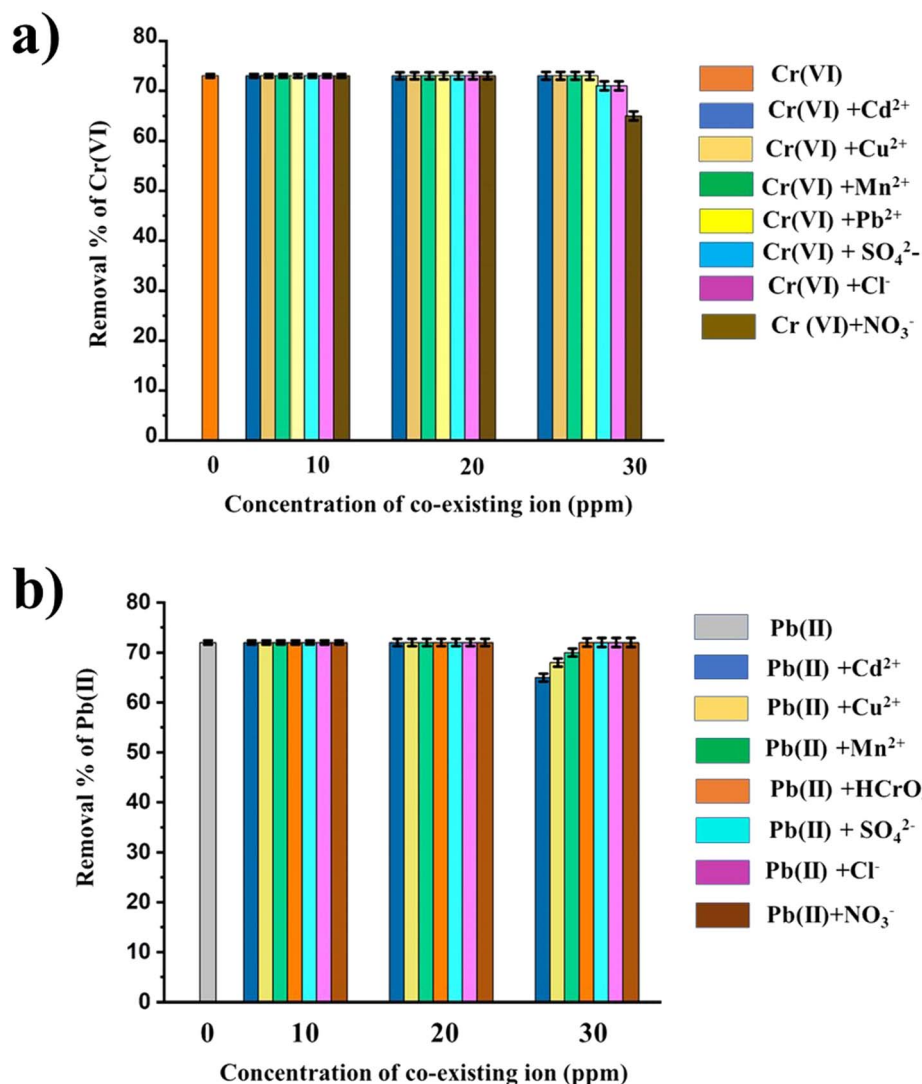 a)
Removal % of Cr(VI)
80
70
60
50
40
30
20
10
0
0 10 20 30
Concentration of co-existing ion (ppm)
Cr(VI)
Cr(VI) +Cd²⁺
Cr(VI) +Cu²⁺
Cr(VI) +Mn²⁺
Cr(VI) +Pb²⁺
Cr(VI) + SO₄²-
Cr(VI) +Cl⁻
Cr (VI)+NO₃⁻
b)
Removal % of Pb(II)
80
70
60
50
40
30
20
10
0
0 10 20 30
Concentration of co-existing ion (ppm)
Pb(II)
Pb(II) +Cd²⁺
Pb(II) +Cu²⁺
Pb(II) +Mn²⁺
Pb(II) +HCrO
Pb(II) + SO₄²⁻
Pb(II) +Cl⁻
Pb(II)+NO₃⁻